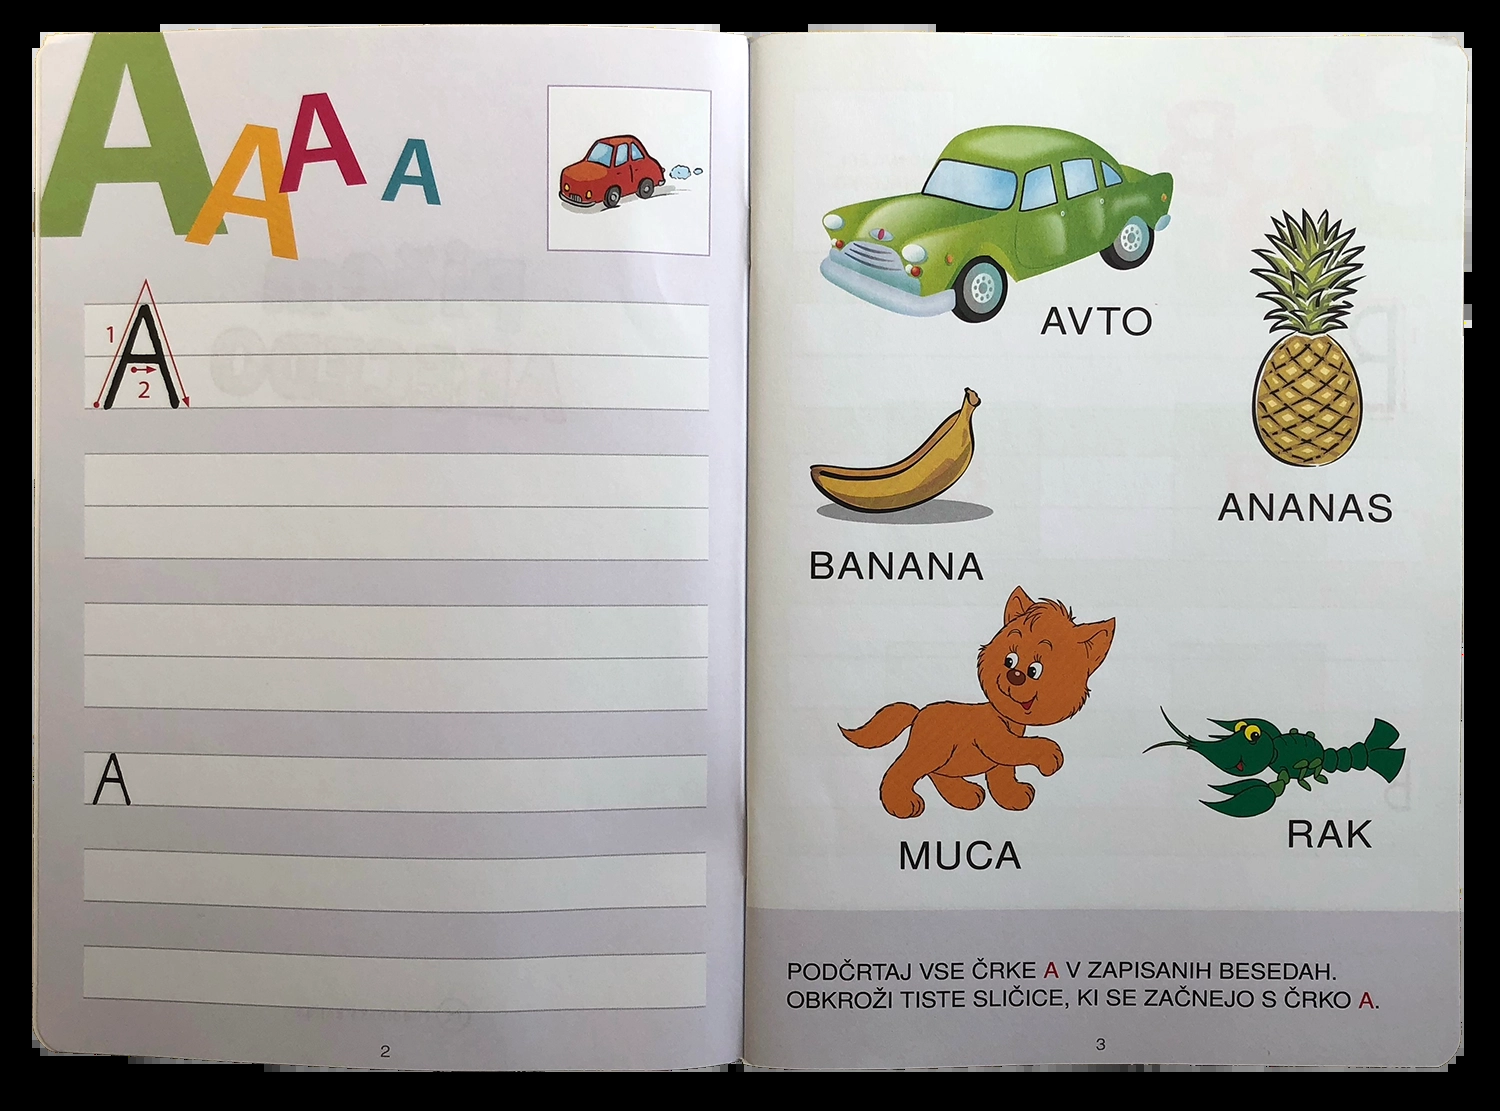 A A A A
1
A
2
A
2
AVTO
ANANAS
BANANA
MUCA
RAK
PODČRTAJ VSE ČRKE A V ZAPISANIH BESEDAH.
OBKROŽI TISTE SLIČICE, KI SE ZAČNEJO S ČRKO A.
3